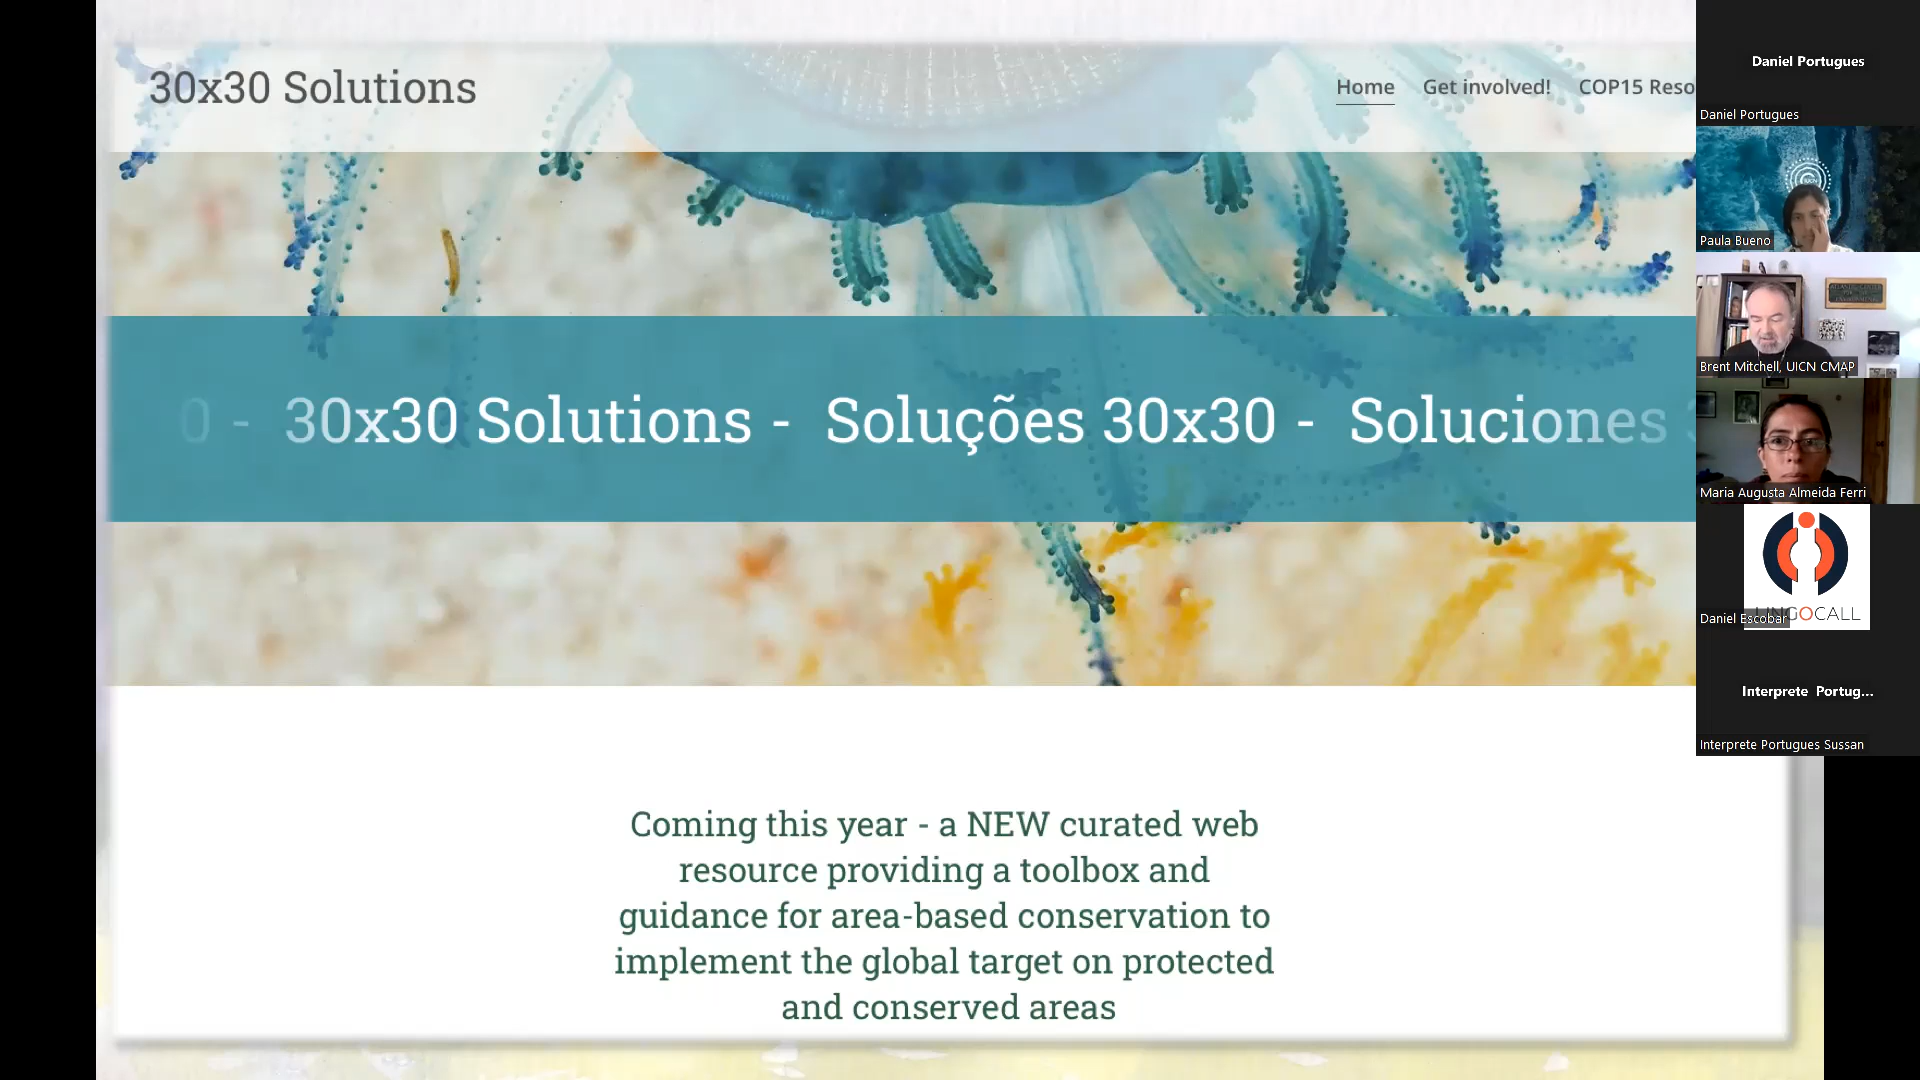 30x30 Solutions
Home Get involved! COP15 Reso
0 - 30x30 Solutions - Soluções 30x30 - Soluciones 3
Coming this year - a NEW curated web
resource providing a toolbox and
guidance for area-based conservation to
implement the global target on protected
and conserved areas
Daniel Portugues
Daniel Portugues
Paula Bueno
Brent Mitchell, UICN CMAP
Maria Augusta Almeida Ferri
LINGOCALL
Daniel Escobar
Interprete Portug...
Interprete Portugues Sussan